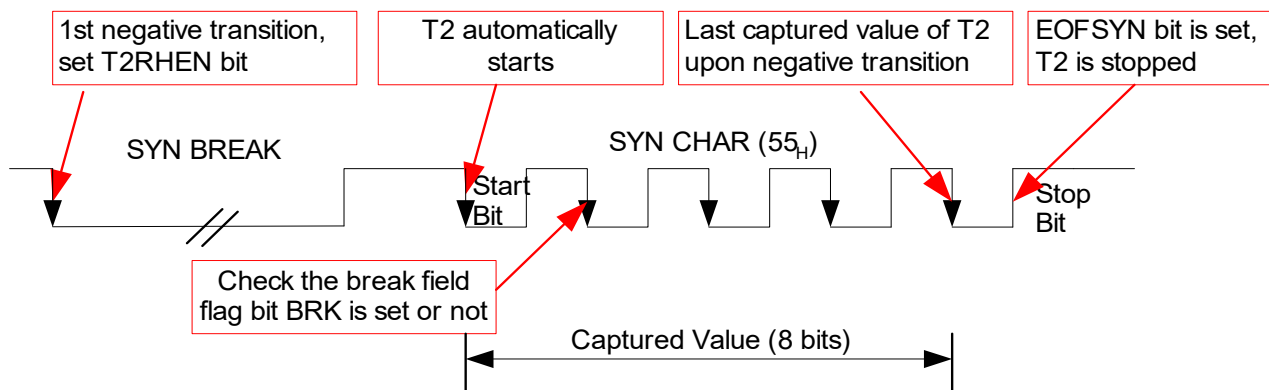 1st negative transition,
set T2RHEN bit
T2 automatically
starts
Last captured value of T2
upon negative transition
EOFSYN bit is set,
T2 is stopped
SYN BREAK
SYN CHAR (55H)
Start
Bit
Stop
Bit
Check the break field
flag bit BRK is set or not
Captured Value (8 bits)